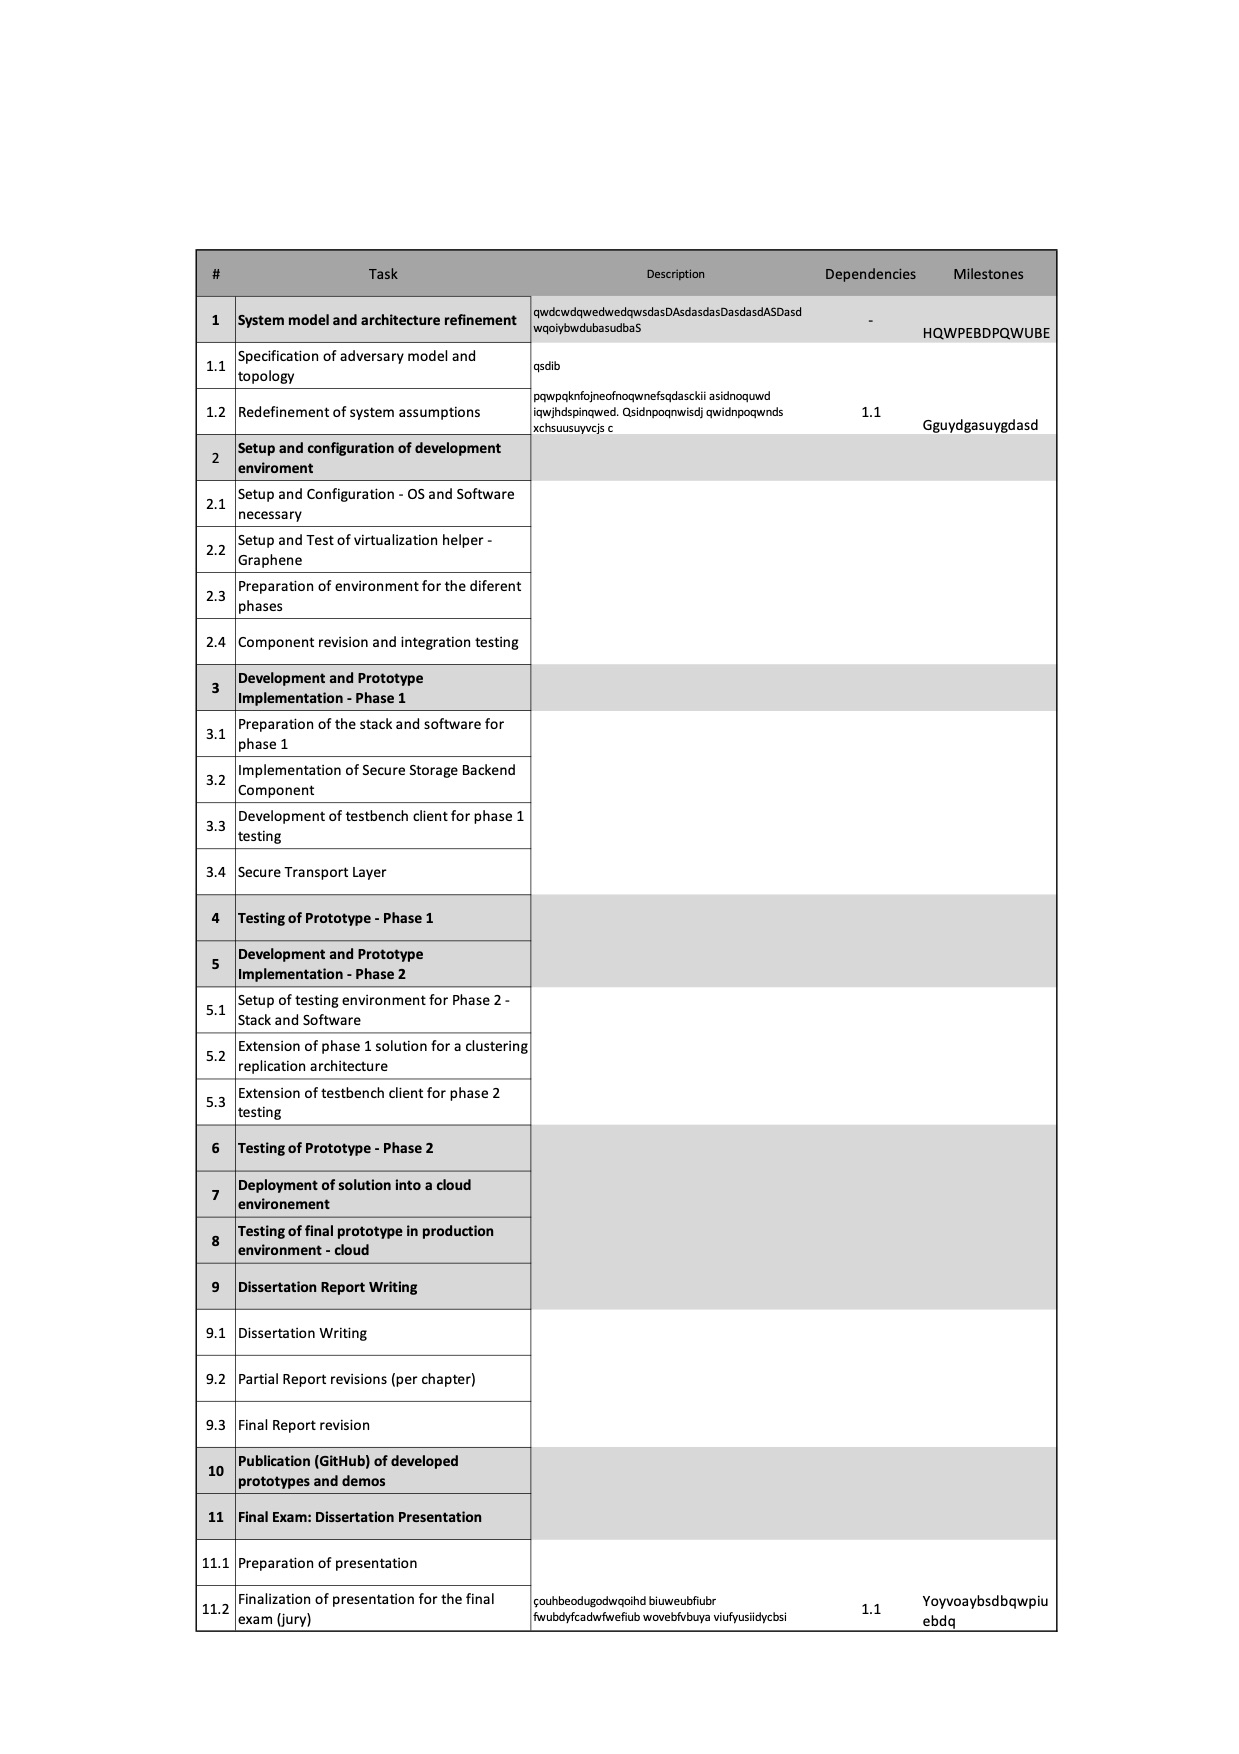 # Task Description Dependencies Milestones
1 System model and architecture refinement qwdcwdqwedwedqwsdasDAsdasdasDasdasdASDasd
wqoiybwdubasudbaS - HQWPEBDPQWUBE
1.1 Specification of adversary model and
topology qsdib
1.2 Redefinement of system assumptions pqwpqknfojneofnoqwnefsqdasckii asidnoquwd
iqwjhdspinqwed. Qsidnpoqnwisdj qwidnpoqwnds
xchsuusuyvcjs c 1.1 Gguydgasuygdasd
2 Setup and configuration of development
enviroment
2.1 Setup and Configuration - OS and Software
necessary
2.2 Setup and Test of virtualization helper -
Graphene
2.3 Preparation of environment for the diferent
phases
2.4 Component revision and integration testing
3 Development and Prototype
Implementation - Phase 1
3.1 Preparation of the stack and software for
phase 1
3.2 Implementation of Secure Storage Backend
Component
3.3 Development of testbench client for phase 1
testing
3.4 Secure Transport Layer
4 Testing of Prototype - Phase 1
5 Development and Prototype
Implementation - Phase 2
5.1 Setup of testing environment for Phase 2 -
Stack and Software
5.2 Extension of phase 1 solution for a clustering
replication architecture
5.3 Extension of testbench client for phase 2
testing
6 Testing of Prototype - Phase 2
7 Deployment of solution into a cloud
environement
8 Testing of final prototype in production
environment - cloud
9 Dissertation Report Writing
9.1 Dissertation Writing
9.2 Partial Report revisions (per chapter)
9.3 Final Report revision
10 Publication (GitHub) of developed
prototypes and demos
11 Final Exam: Dissertation Presentation
11.1 Preparation of presentation
11.2 Finalization of presentation for the final
exam (jury) çouhbeodugodwqoihd biuweubfiubr
fwubdyfcadwfwefiub wovebfvbuya viufyusiidycbsi 1.1 Yoyvoaybsdbqwpiu
ebdq